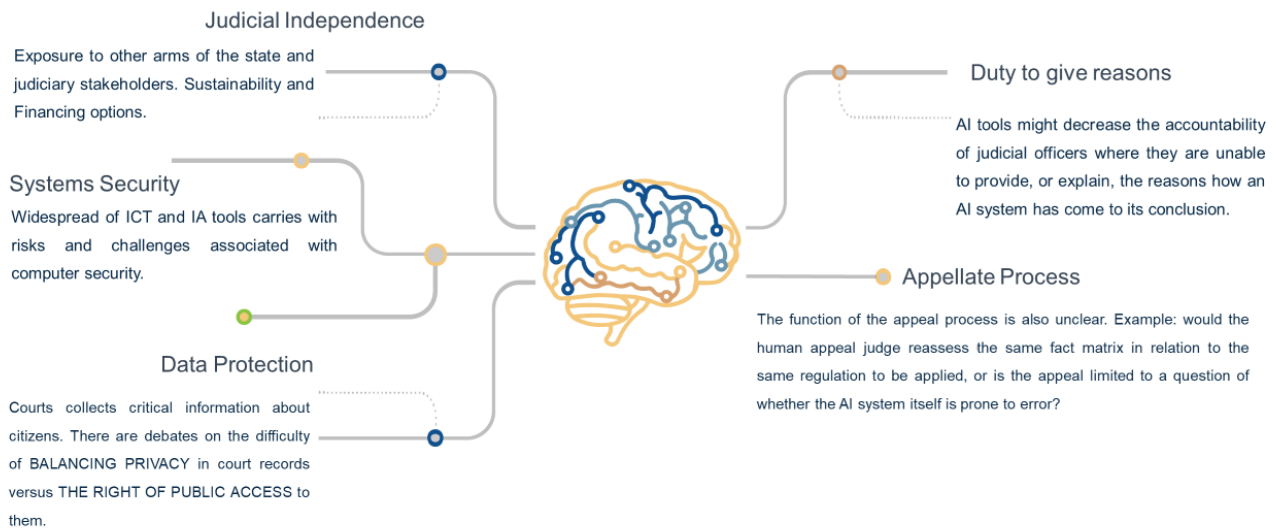 Judicial Independence
Exposure to other arms of the state and
judiciary stakeholders. Sustainability and
Financing options.
Systems Security
Widespread of ICT and IA tools carries with
risks and challenges associated with
computer security.
Data Protection
Courts collects critical information about
citizens. There are debates on the difficulty
of BALANCING PRIVACY in court records
versus THE RIGHT OF PUBLIC ACCESS to
them.
Duty to give reasons
AI tools might decrease the accountability
of judicial officers where they are unable
to provide, or explain, the reasons how an
AI system has come to its conclusion.
Appellate Process
The function of the appeal process is also unclear. Example: would the
human appeal judge reassess the same fact matrix in relation to the
same regulation to be applied, or is the appeal limited to a question of
whether the AI system itself is prone to error?